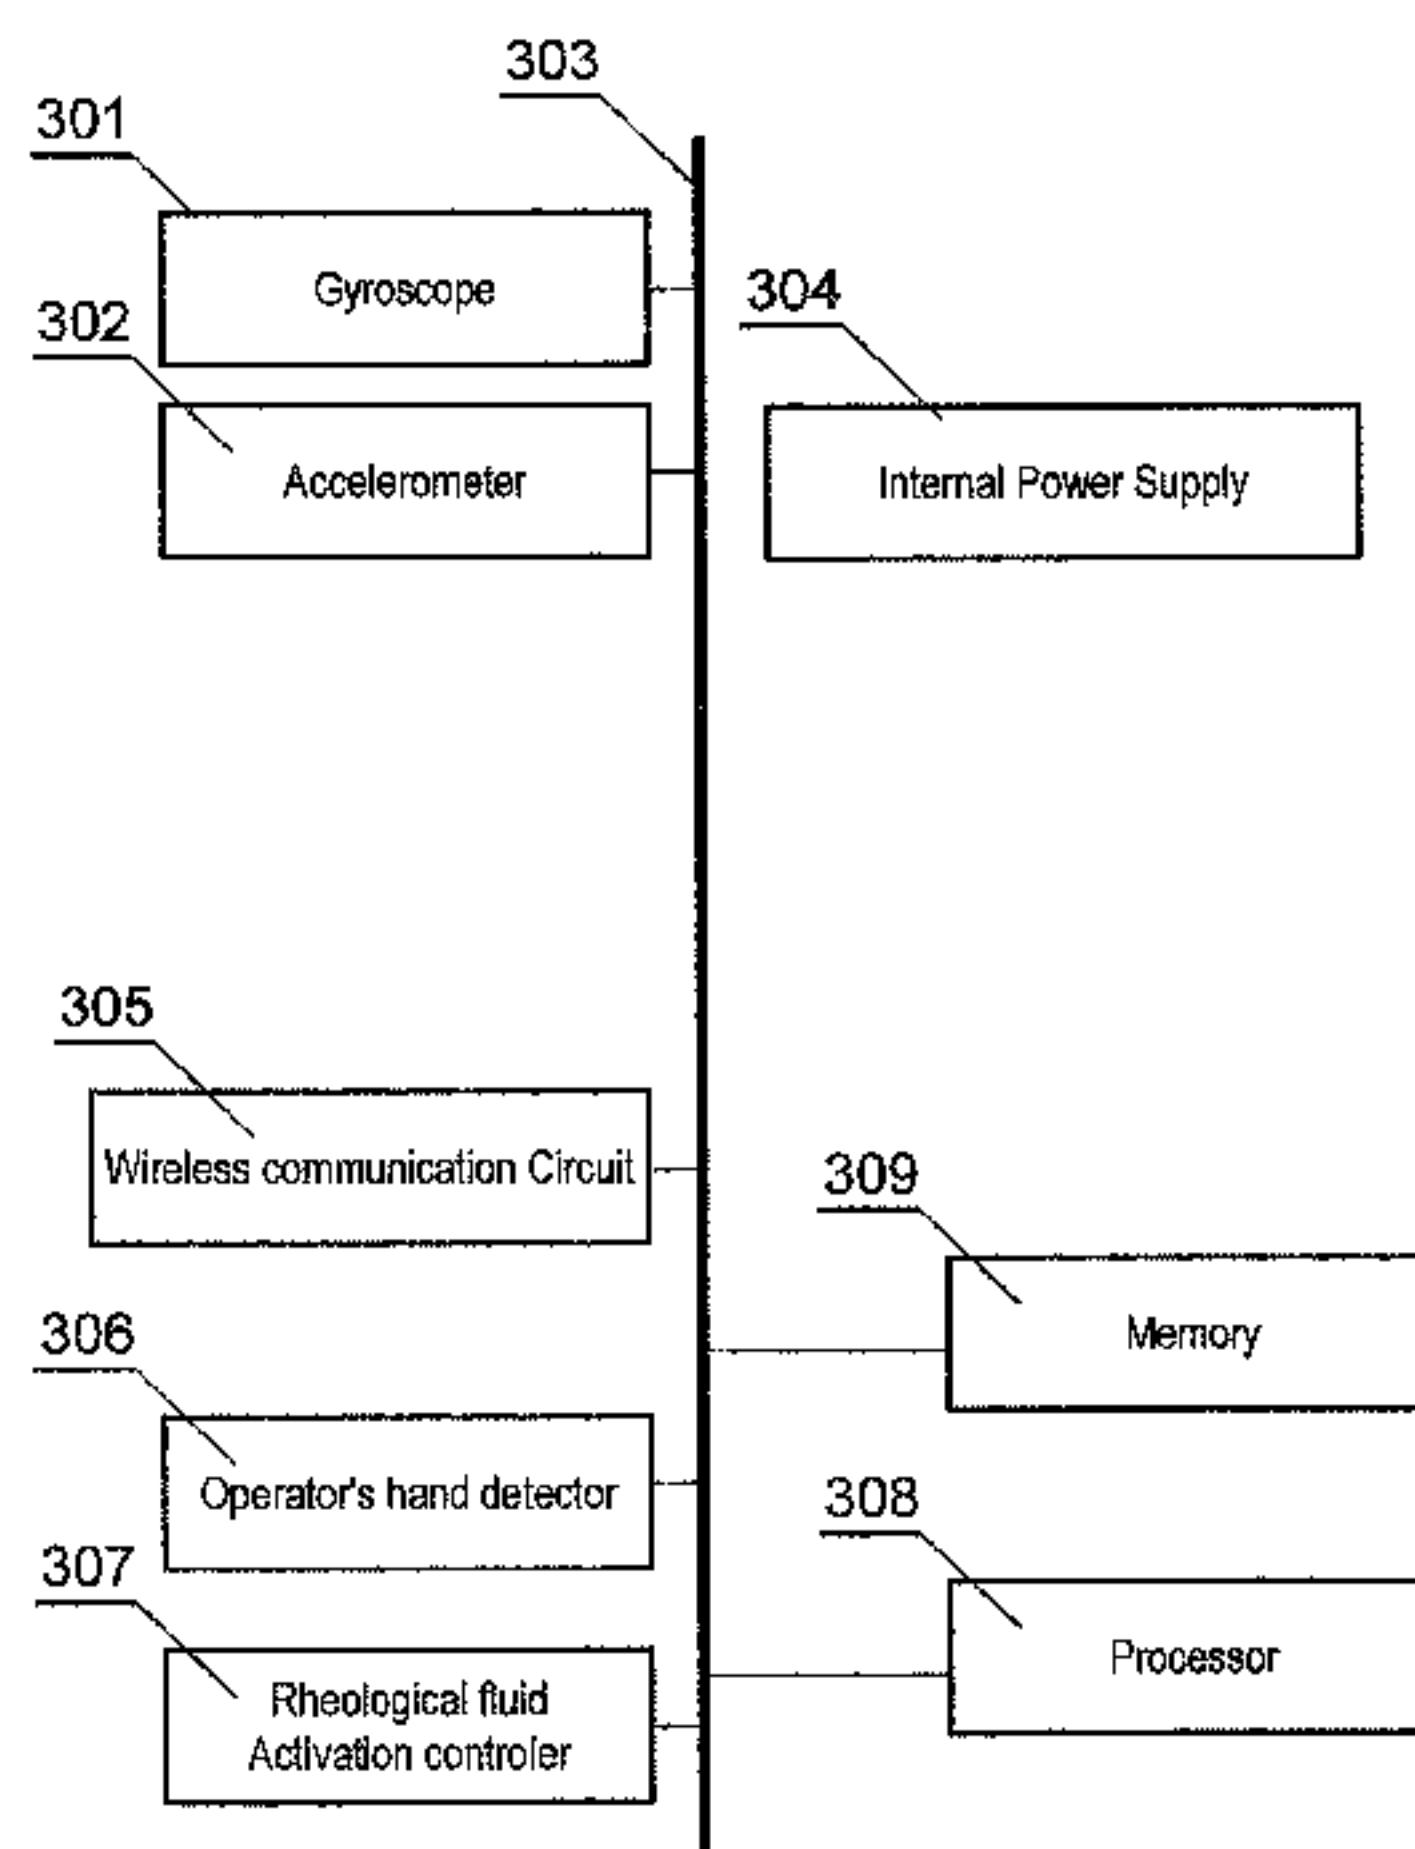 303
301
Gyroscope
304
302
Accelerometer
Internal Power Supply
305
Wireless communication Circuit
309
Memory
306
Operator's hand detector
308
307
Processor
Rheological fluid
Activation controler